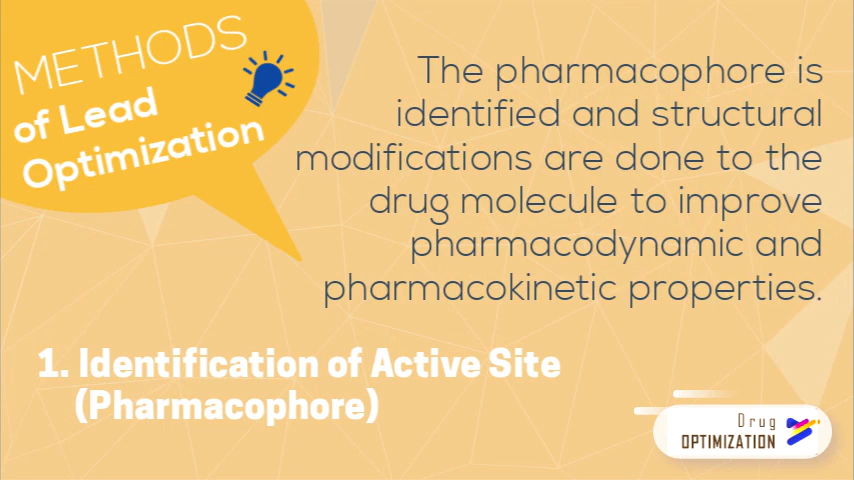 METHODS
of Lead
Optimization
The pharmacophore is
identified and structural
modifications are done to the
drug molecule to improve
pharmacodynamic and
pharmacokinetic properties.
1. Identification of Active Site
(Pharmacophore)
Drug
OPTIMIZATION